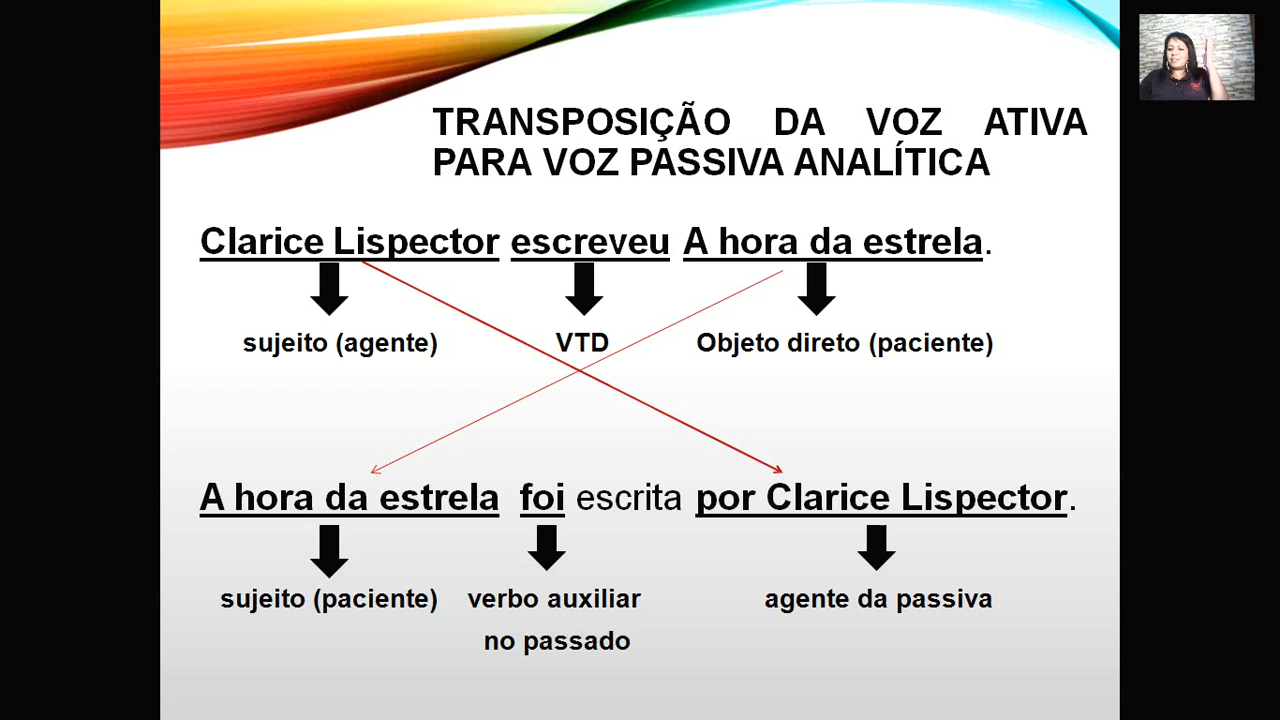 TRANSPOSIÇÃO DA VOZ ATIVA
PARA VOZ PASSIVA ANALÍTICA
Clarice Lispector escreveu A hora da estrela.
sujeito (agente) VTD Objeto direto (paciente)
A hora da estrela foi escrita por Clarice Lispector.
sujeito (paciente) verbo auxiliar agente da passiva
no passado